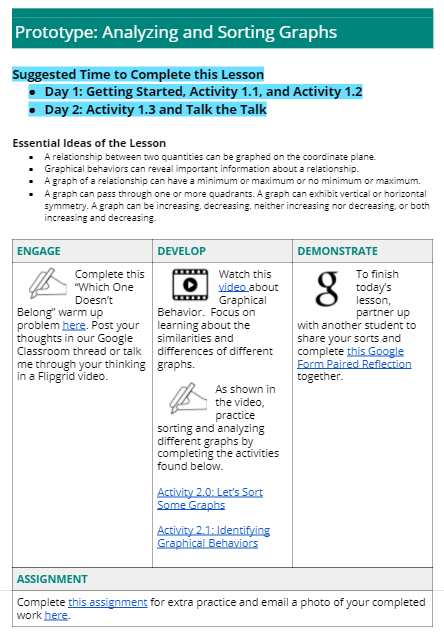 Prototype: Analyzing and Sorting Graphs
Suggested Time to Complete this Lesson
• Day 1: Getting Started, Activity 1.1, and Activity 1.2
• Day 2: Activity 1.3 and Talk the Talk
Essential Ideas of the Lesson
• A relationship between two quantities can be graphed on the coordinate plane.
• Graphical behaviors can reveal important information about a relationship.
• A graph of a relationship can have a minimum or maximum or no minimum or maximum.
• A graph can pass through one or more quadrants. A graph can exhibit vertical or horizontal
symmetry. A graph can be increasing, decreasing, neither increasing nor decreasing, or both
increasing and decreasing.
ENGAGE
Complete this
"Which One
Doesn't
Belong" warm up
problem here. Post your
thoughts in our Google
Classroom thread or talk
me through your thinking
in a Flipgrid video.
DEVELOP
Watch this
video about
Graphical
Behavior. Focus on
learning about the
similarities and
differences of different
graphs.
As shown in
the video,
practice
sorting and analyzing
different graphs by
completing the activities
found below.
Activity 2.0: Let's Sort
Some Graphs
Activity 2.1: Identifying
Graphical Behaviors
DEMONSTRATE
g
To finish
today's
lesson,
partner up
with another student to
share your sorts and
complete this Google
Form Paired Reflection
together.
ASSIGNMENT
Complete this assignment for extra practice and email a photo of your completed
work here.